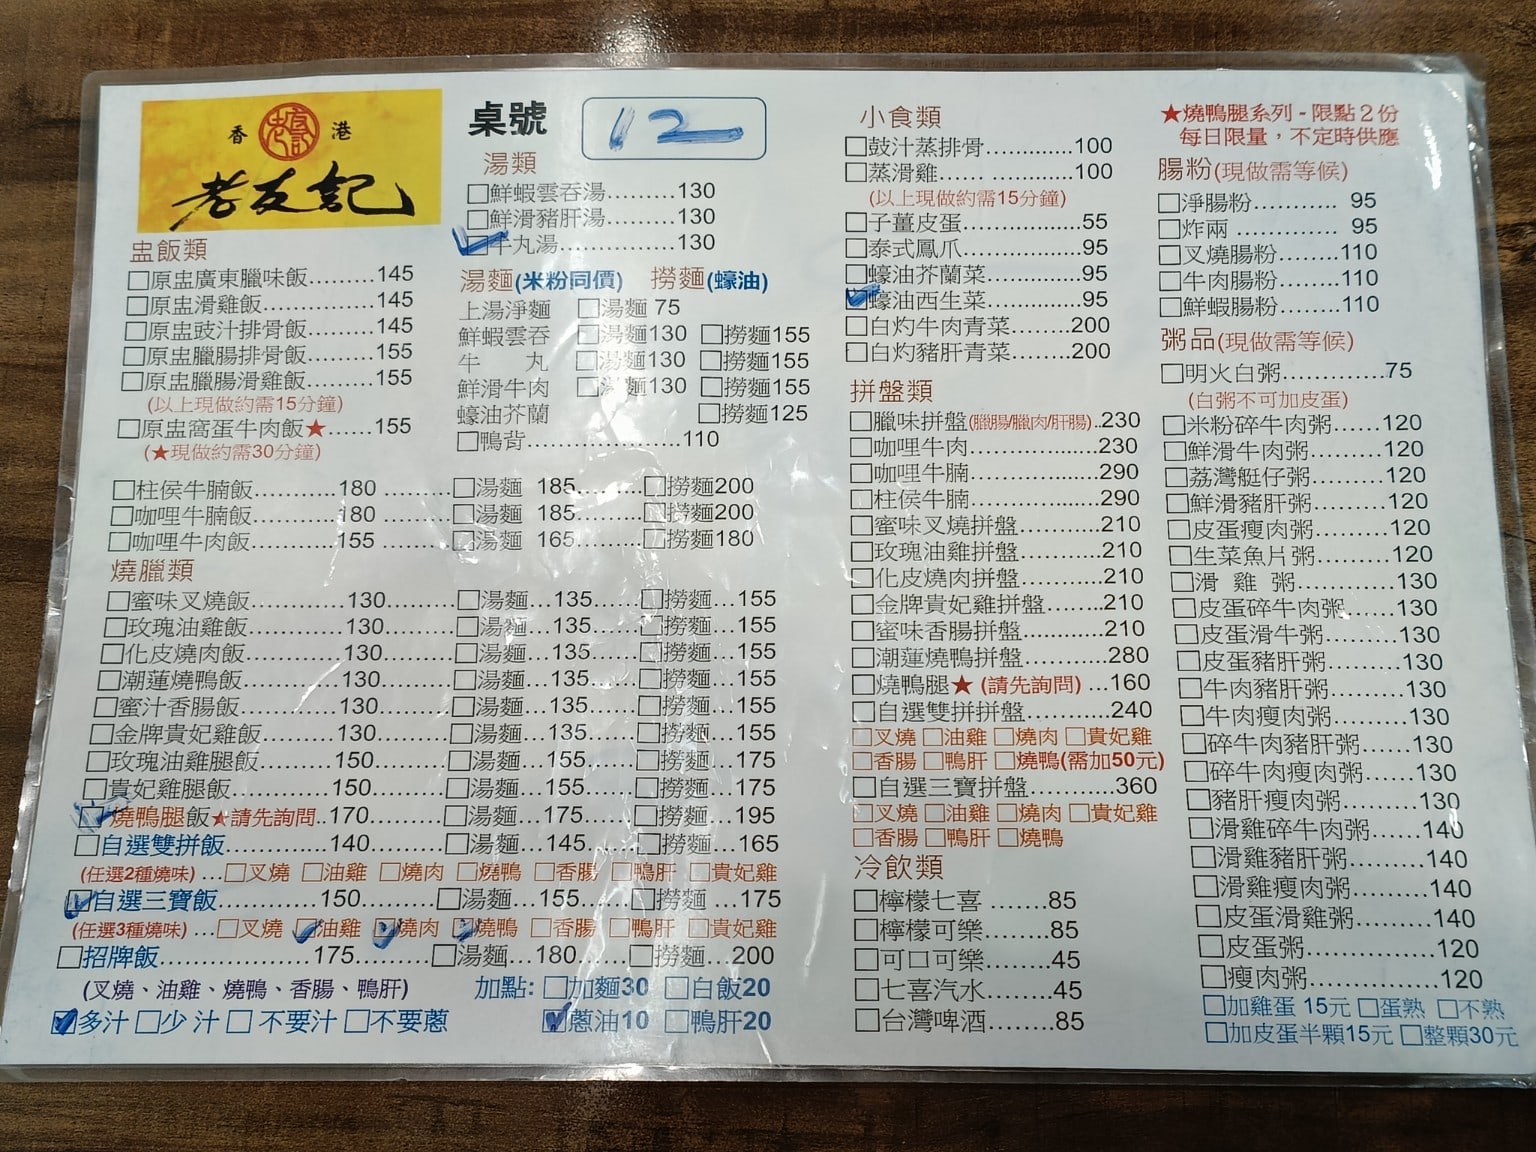 香 老友記 港
老友記
桌號 12
盅飯類
□原盅廣東臘味飯............145
□原盅滑雞飯............145
□原盅豉汁排骨飯............145
□原盅臘腸排骨飯............155
□原盅臘腸滑雞飯............155
(以上現做約需15分鐘)
□原盅窩蛋牛肉飯★......155
(★現做約需30分鐘)
湯類
□鮮蝦雲吞湯.........130
□鮮滑豬肝湯.........130
☑牛丸湯............130
湯麵(米粉同價) 撈麵(蠔油)
上湯淨麵 □湯麵 75
鮮蝦雲吞 □湯麵130 □撈麵155
牛 丸 □湯麵130 □撈麵155
鮮滑牛肉 □湯麵130 □撈麵155
蠔油芥蘭 □撈麵125
□鴨背......................110
□柱侯牛腩飯............180 ..........□湯麵 185..........□撈麵200
□咖哩牛腩飯............180 ..........□湯麵 185..........□撈麵200
□咖哩牛肉飯............155 ..........□湯麵 165..........□撈麵180
燒臘類
□蜜味叉燒飯............130.........□湯麵...135......□撈麵...155
□玫瑰油雞飯............130.........□湯麵...135......□撈麵...155
□化皮燒肉飯............130.........□湯麵...135......□撈麵...155
□潮蓮燒鴨飯............130.........□湯麵...135......□撈麵...155
□蜜汁香腸飯............130.........□湯麵...135......□撈麵...155
□金牌貴妃雞飯............130.........□湯麵...135......□撈麵...155
□玫瑰油雞腿飯............150.........□湯麵...155......□撈麵...175
□貴妃雞腿飯............150.........□湯麵...155......□撈麵...175
☑燒鴨腿飯★請先詢問..170.........□湯麵...175......□撈麵...195
□自選雙拼飯............140.........□湯麵...145......□撈麵...165
(任選2種燒味) ...□叉燒 □油雞 □燒肉 □燒鴨 □香腸 □鴨肝 □貴妃雞
☑自選三寶飯............150.........□湯麵...155......□撈麵 ...175
(任選3種燒味) ...□叉燒 ☑油雞 ☑燒肉 ☑燒鴨 □香腸 □鴨肝 □貴妃雞
□招牌飯......................175...........□湯麵...180......□撈麵...200
(叉燒、油雞、燒鴨、香腸、鴨肝) 加點: □加麵30 □白飯20
☑多汁 □少 汁 □ 不要汁 □不要蔥 ☑蔥油10 □鴨肝20
小食類
□鼓汁蒸排骨.............100
□蒸滑雞...... ............100
(以上現做約需15分鐘)
□子薑皮蛋...............55
□泰式鳳爪...............95
□蠔油芥蘭菜............95
☑蠔油西生菜............95
□白灼牛肉青菜........200
□白灼豬肝青菜........200
拼盤類
□臘味拼盤(臘腸/臘肉/肝腸)..230
□咖哩牛肉..................230
□咖哩牛腩..................290
□柱侯牛腩..................290
□蜜味叉燒拼盤............210
□玫瑰油雞拼盤............210
□化皮燒肉拼盤............210
□金牌貴妃雞拼盤........210
□蜜味香腸拼盤............210
□潮蓮燒鴨拼盤............280
□燒鴨腿★ (請先詢問) ...160
□自選雙拼拼盤............240
□叉燒 □油雞 □燒肉 □貴妃雞
□香腸 □鴨肝 □燒鴨(需加50元)
□自選三寶拼盤............360
□叉燒 □油雞 □燒肉 □貴妃雞
□香腸 □鴨肝 □燒鴨
冷飲類
□檸檬七喜 .......85
□檸檬可樂........85
□可口可樂........45
□七喜汽水........45
□台灣啤酒........85
★燒鴨腿系列-限點2份
每日限量，不定時供應
腸粉(現做需等候)
□淨腸粉........... 95
□炸兩 ............... 95
□叉燒腸粉........110
□牛肉腸粉........110
□鮮蝦腸粉........110
粥品(現做需等候)
□明火白粥.............75
(白粥不可加皮蛋)
□米粉碎牛肉粥......120
□鮮滑牛肉粥.........120
□荔灣艇仔粥.........120
□鮮滑豬肝粥.........120
□皮蛋瘦肉粥.........120
□生菜魚片粥.........120
□滑 雞 粥............130
□皮蛋碎牛肉粥......130
□皮蛋滑牛粥.........130
□皮蛋豬肝粥.........130
□牛肉豬肝粥.........130
□牛肉瘦肉粥.........130
□碎牛肉豬肝粥......130
□碎牛肉瘦肉粥......130
□豬肝瘦肉粥.........130
□滑雞碎牛肉粥......140
□滑雞豬肝粥.........140
□滑雞瘦肉粥.........140
□皮蛋滑雞粥.........140
□皮蛋粥...............120
□瘦肉粥...............120
□加雞蛋 15元 □蛋熟 □不熟
□加皮蛋半顆15元 □整顆30元